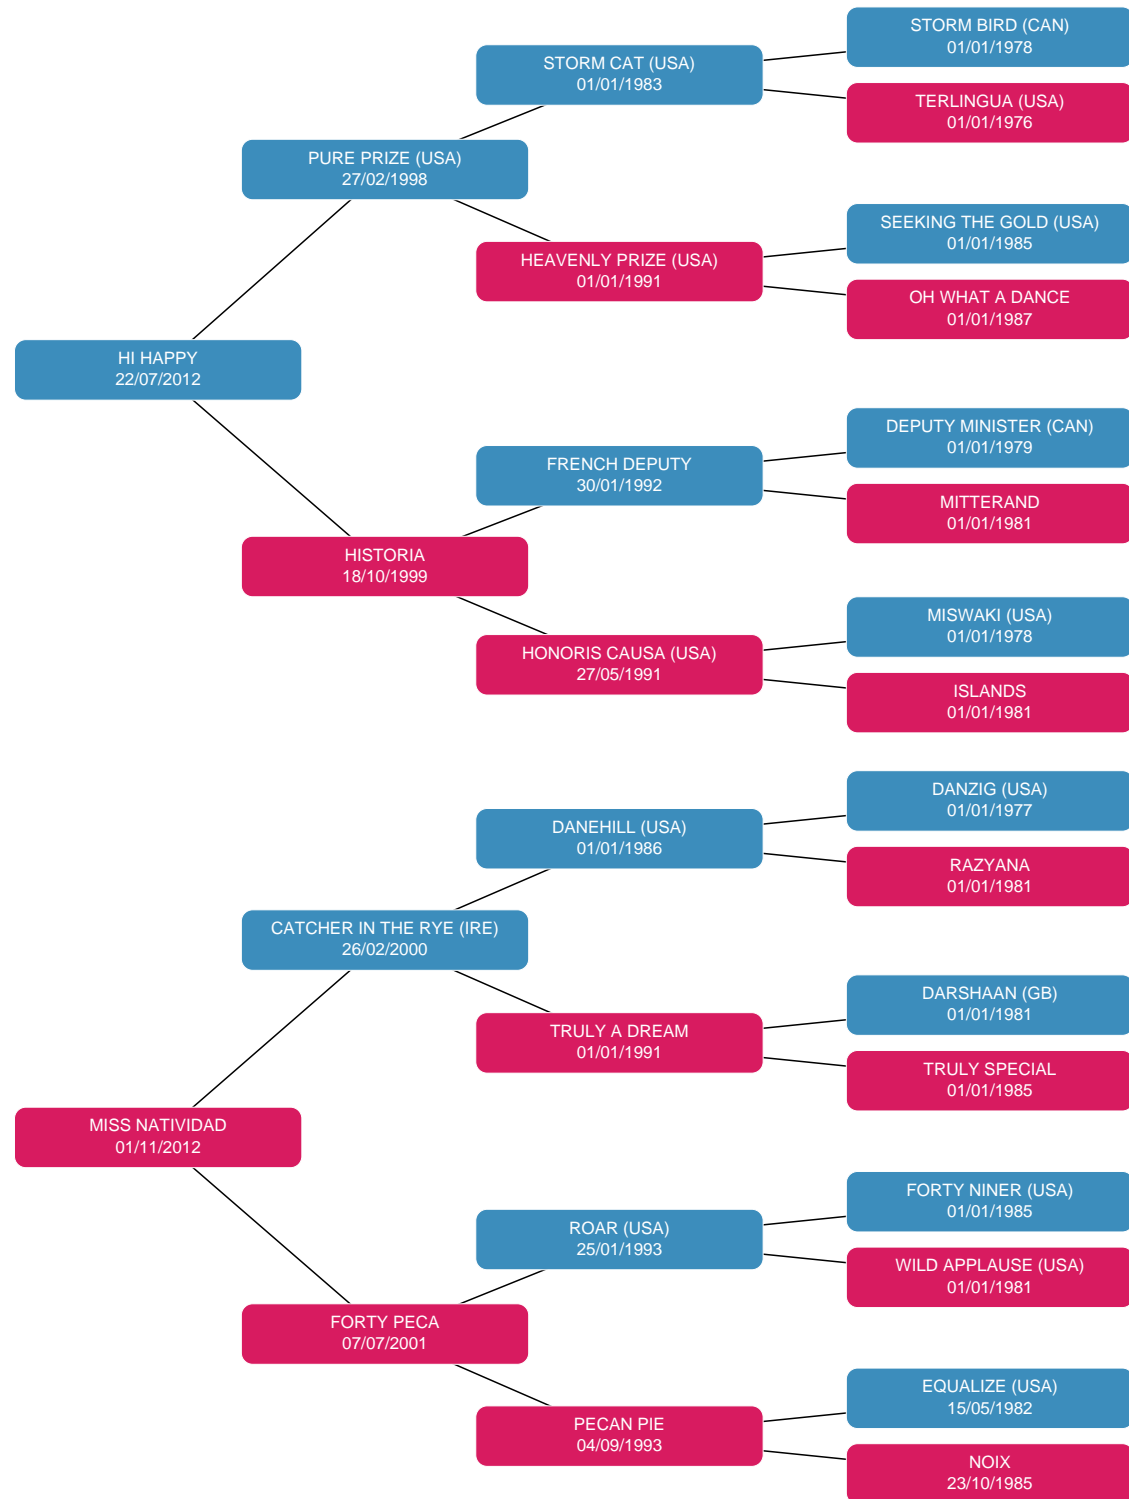 STORM BIRD (CAN)
01/01/1978
STORM CAT (USA)
01/01/1983
TERLINGUA (USA)
01/01/1976
PURE PRIZE (USA)
27/02/1998
SEEKING THE GOLD (USA)
01/01/1985
HEAVENLY PRIZE (USA)
01/01/1991
OH WHAT A DANCE
01/01/1987
HI HAPPY
22/07/2012
DEPUTY MINISTER (CAN)
01/01/1979
FRENCH DEPUTY
30/01/1992
MITTERAND
01/01/1981
HISTORIA
18/10/1999
MISWAKI (USA)
01/01/1978
HONORIS CAUSA (USA)
27/05/1991
ISLANDS
01/01/1981
DANZIG (USA)
01/01/1977
DANEHILL (USA)
01/01/1986
RAZYANA
01/01/1981
CATCHER IN THE RYE (IRE)
26/02/2000
DARSHAAN (GB)
01/01/1981
TRULY A DREAM
01/01/1991
TRULY SPECIAL
01/01/1985
MISS NATIVIDAD
01/11/2012
FORTY NINER (USA)
01/01/1985
ROAR (USA)
25/01/1993
WILD APPLAUSE (USA)
01/01/1981
FORTY PECA
07/07/2001
EQUALIZE (USA)
15/05/1982
PECAN PIE
04/09/1993
NOIX
23/10/1985